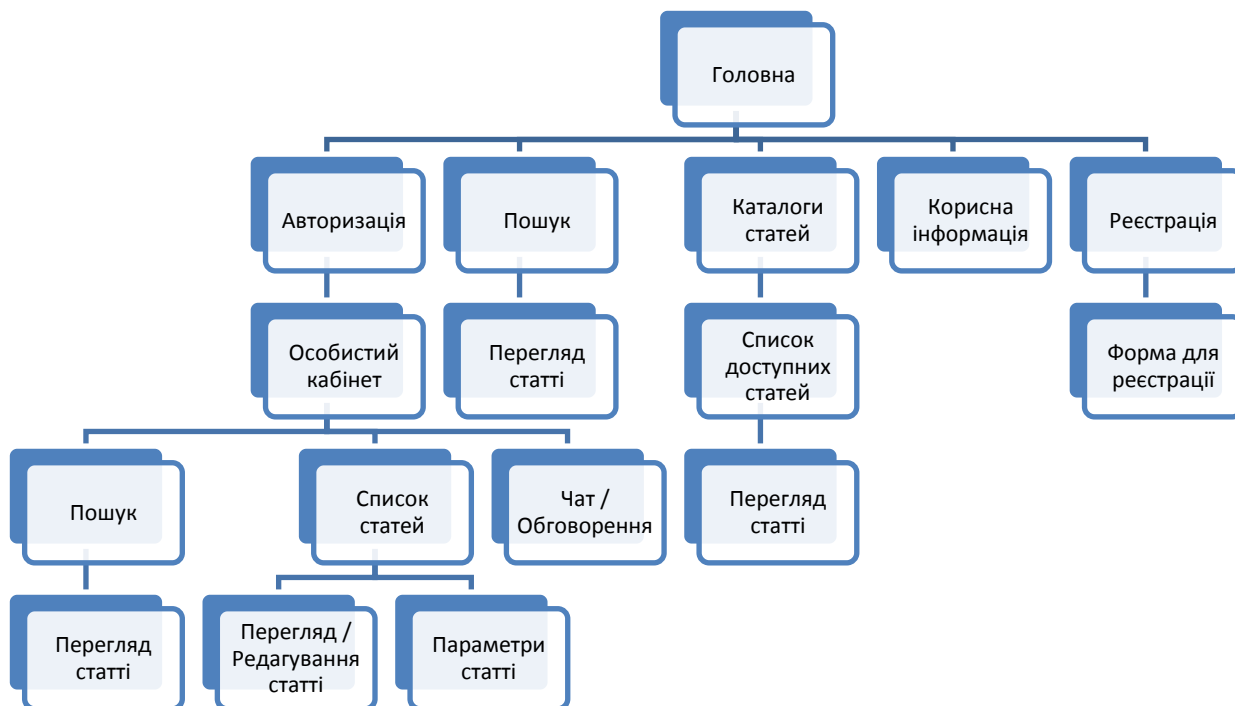 Головна
Авторизація
Пошук
Каталоги
статей
Корисна
інформація
Реєстрація
Особистий
кабінет
Перегляд
статті
Список
доступних
статей
Форма для
реєстрації
Пошук
Список
статей
Чат /
Обговорення
Перегляд
статті
Перегляд
статті
Перегляд /
Редагування
статті
Параметри
статті